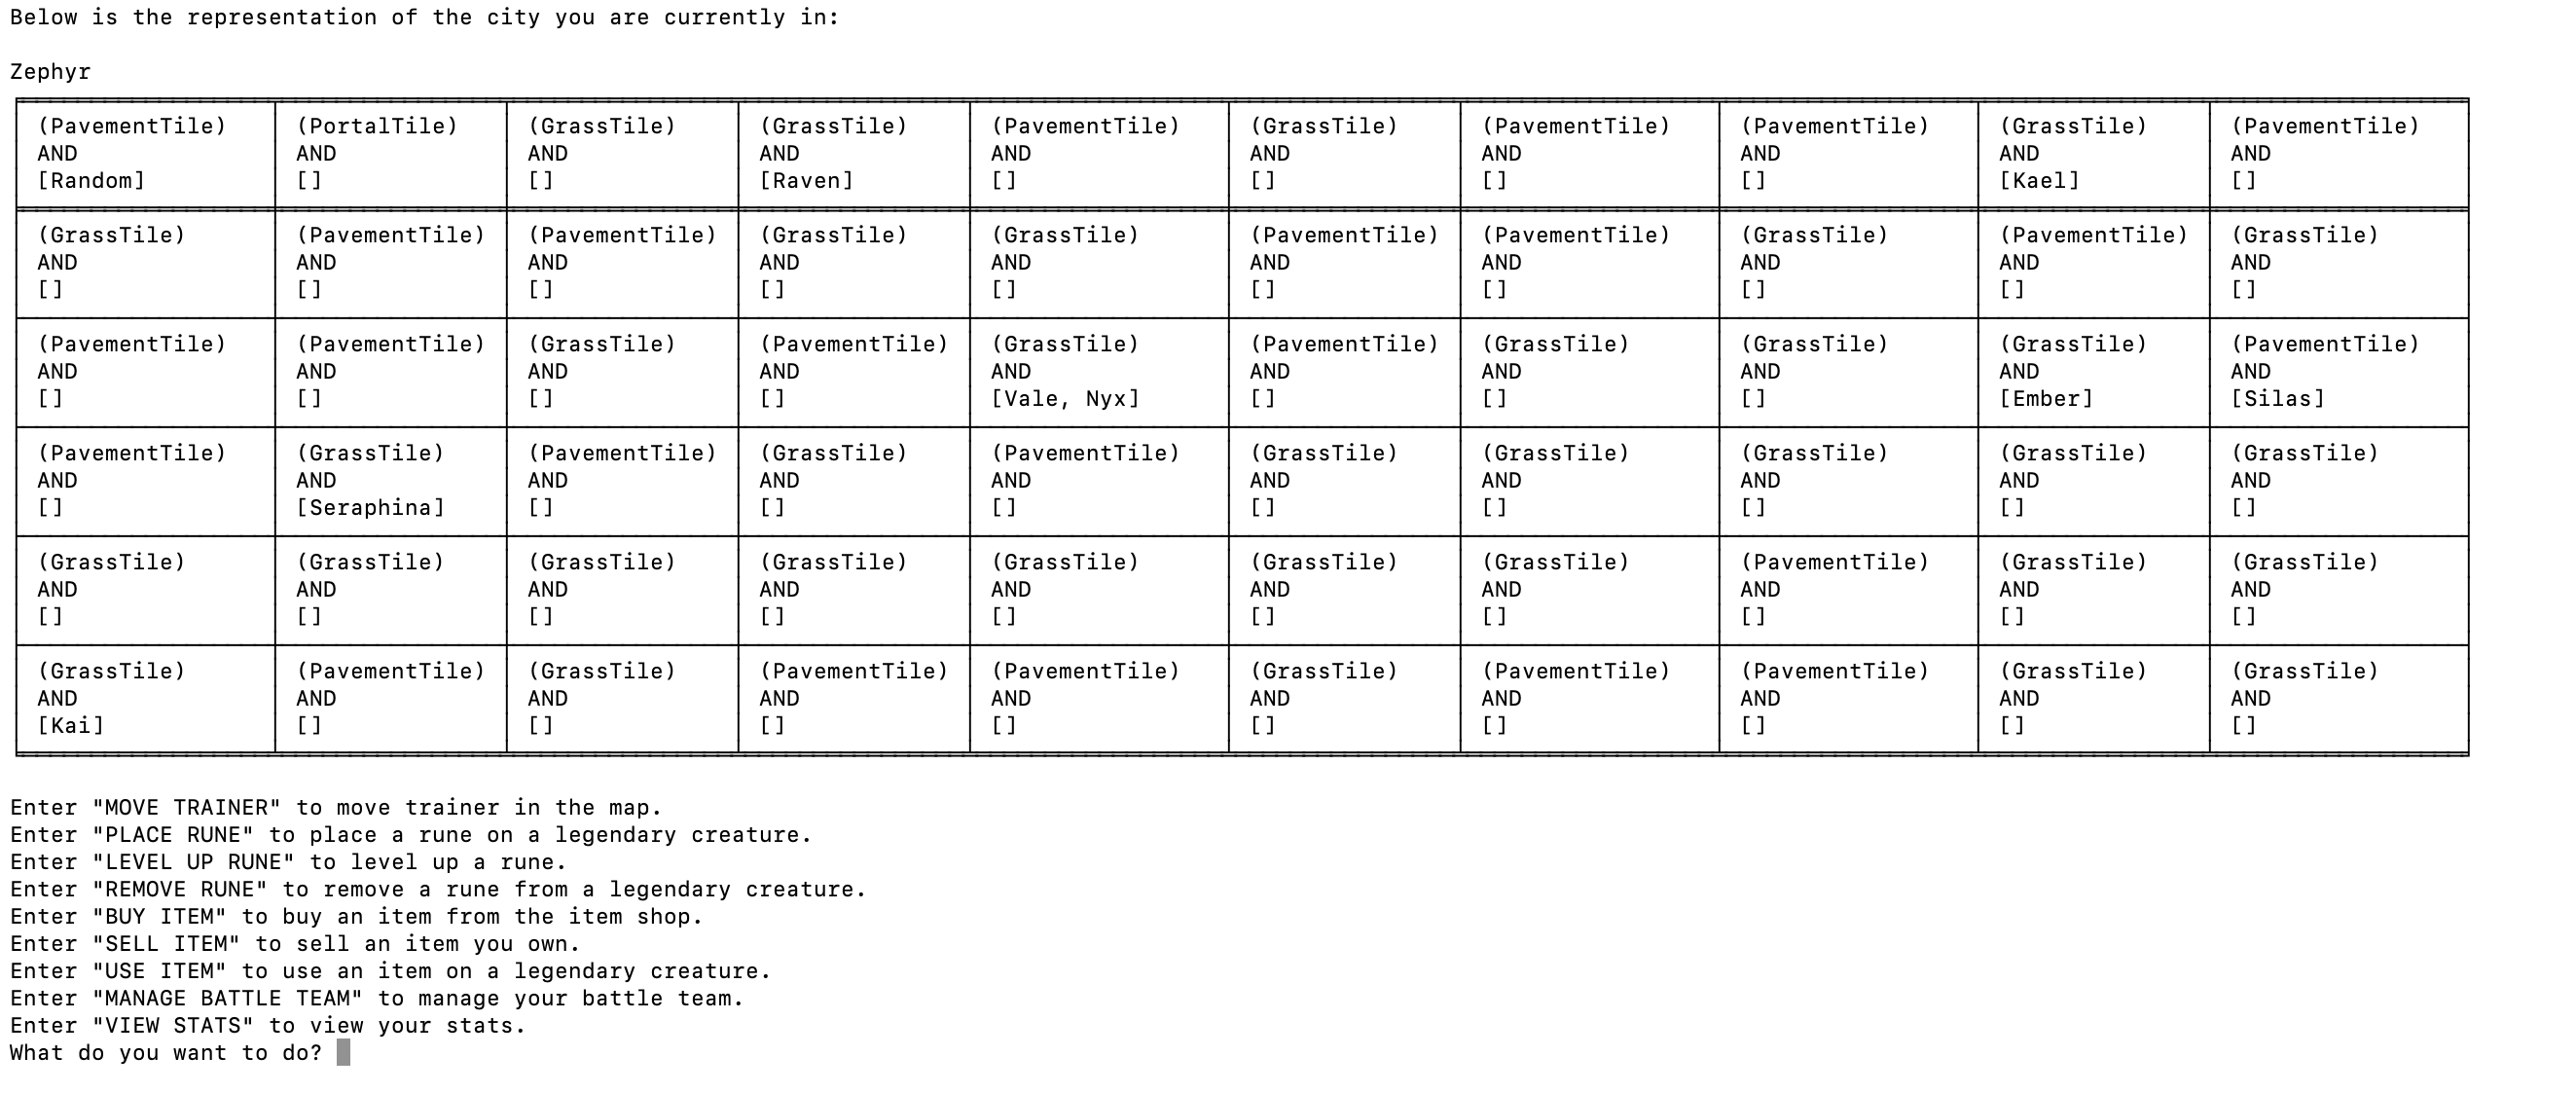 Below is the representation of the city you are currently in:
Zephyr
(PavementTile) (PortalTile) (GrassTile) (GrassTile) (PavementTile) (GrassTile) (PavementTile) (PavementTile) (GrassTile) (PavementTile)
AND AND AND AND AND AND AND AND AND AND
[Random] [] [] [Raven] [] [] [] [] [Kael] []
(GrassTile) (PavementTile) (PavementTile) (GrassTile) (GrassTile) (PavementTile) (PavementTile) (GrassTile) (PavementTile) (GrassTile)
AND AND AND AND AND AND AND AND AND AND
[] [] [] [] [] [] [] [] [] []
(PavementTile) (PavementTile) (GrassTile) (PavementTile) (GrassTile) (PavementTile) (GrassTile) (GrassTile) (GrassTile) (PavementTile)
AND AND AND AND AND AND AND AND AND AND
[] [] [] [] [Vale, Nyx] [] [] [] [Ember] [Silas]
(PavementTile) (GrassTile) (PavementTile) (GrassTile) (PavementTile) (GrassTile) (GrassTile) (GrassTile) (GrassTile) (GrassTile)
AND AND AND AND AND AND AND AND AND AND
[] [Seraphina] [] [] [] [] [] [] [] []
(GrassTile) (GrassTile) (GrassTile) (GrassTile) (GrassTile) (GrassTile) (GrassTile) (PavementTile) (GrassTile) (GrassTile)
AND AND AND AND AND AND AND AND AND AND
[] [] [] [] [] [] [] [] [] []
(GrassTile) (PavementTile) (GrassTile) (PavementTile) (PavementTile) (GrassTile) (PavementTile) (PavementTile) (GrassTile) (GrassTile)
AND AND AND AND AND AND AND AND AND AND
[Kai] [] [] [] [] [] [] [] [] []
Enter "MOVE TRAINER" to move trainer in the map.
Enter "PLACE RUNE" to place a rune on a legendary creature.
Enter "LEVEL UP RUNE" to level up a rune.
Enter "REMOVE RUNE" to remove a rune from a legendary creature.
Enter "BUY ITEM" to buy an item from the item shop.
Enter "SELL ITEM" to sell an item you own.
Enter "USE ITEM" to use an item on a legendary creature.
Enter "MANAGE BATTLE TEAM" to manage your battle team.
Enter "VIEW STATS" to view your stats.
What do you want to do?